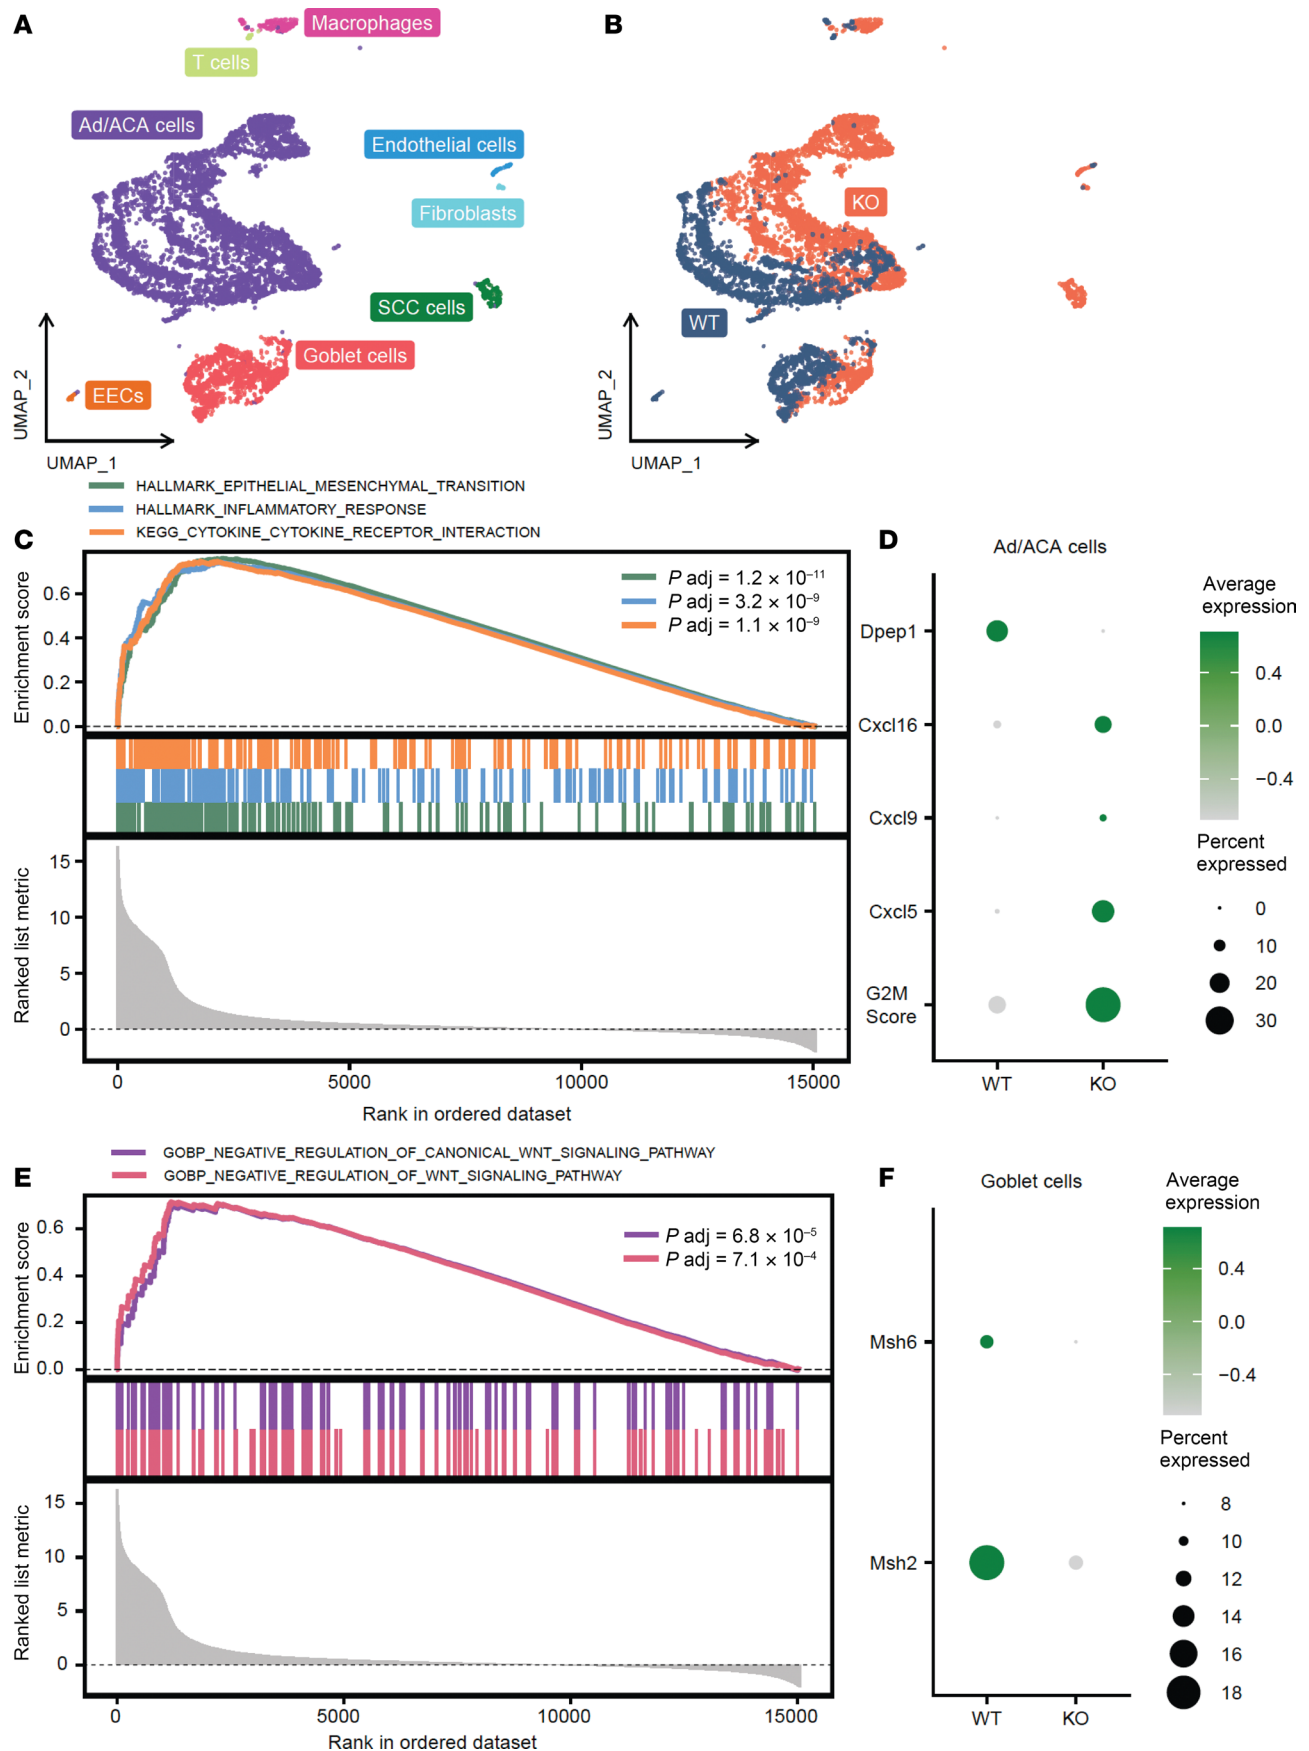 A
Macrophages
T cells
Ad/ACA cells
Endothelial cells
Fibroblasts
SCC cells
Goblet cells
EECs
UMAP_2
UMAP_1
B
KO
WT
UMAP_2
UMAP_1
HALLMARK_EPITHELIAL_MESENCHYMAL_TRANSITION
HALLMARK_INFLAMMATORY_RESPONSE
KEGG_CYTOKINE_CYTOKINE_RECEPTOR_INTERACTION
C
Enrichment score
0.6
0.4
0.2
0.0
P adj = 1.2 × 10⁻¹¹
P adj = 3.2 × 10⁻⁹
P adj = 1.1 × 10⁻⁹
Ranked list metric
15
10
5
0
0 5000 10000 15000
Rank in ordered dataset
D
Ad/ACA cells
Dpep1
Cxcl16
Cxcl9
Cxcl5
G2M
Score
WT KO
Average
expression
0.4
0.0
−0.4
Percent
expressed
0
10
20
30
GOBP_NEGATIVE_REGULATION_OF_CANONICAL_WNT_SIGNALING_PATHWAY
GOBP_NEGATIVE_REGULATION_OF_WNT_SIGNALING_PATHWAY
E
Enrichment score
0.6
0.4
0.2
0.0
P adj = 6.8 × 10⁻⁵
P adj = 7.1 × 10⁻⁴
Ranked list metric
15
10
5
0
0 5000 10000 15000
Rank in ordered dataset
F
Goblet cells
Msh6
Msh2
WT KO
Average
expression
0.4
0.0
−0.4
Percent
expressed
8
10
12
14
16
18